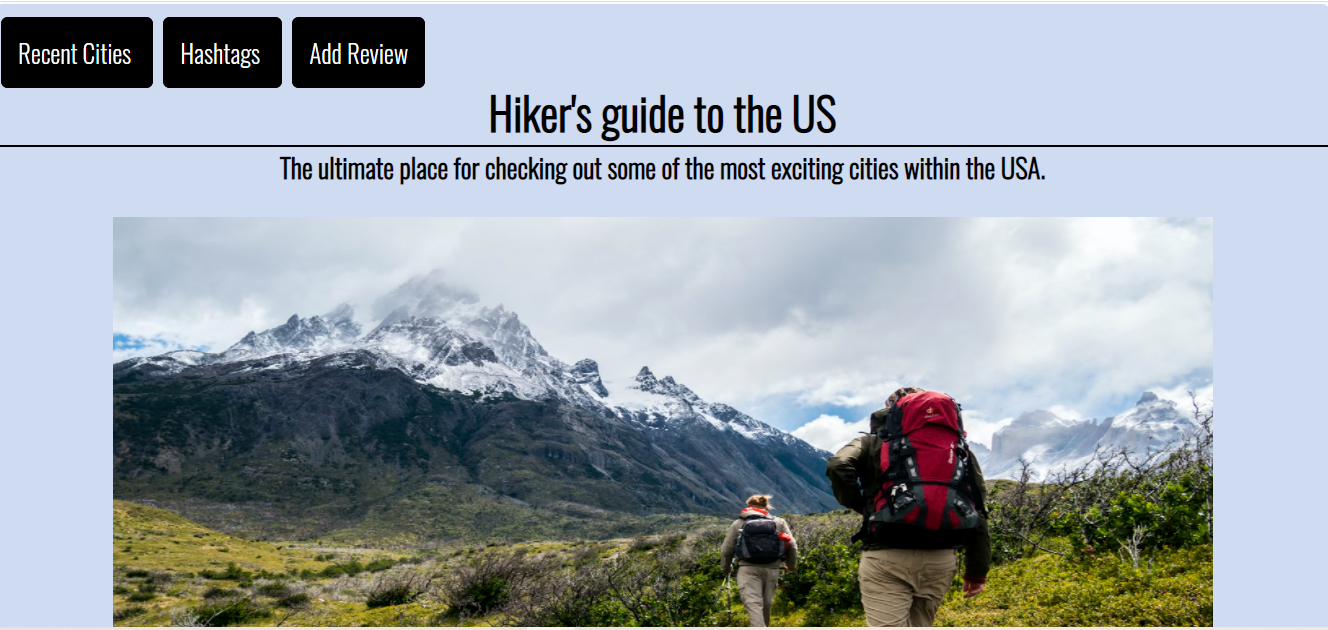 Recent Cities Hashtags Add Review
Hiker's guide to the US
The ultimate place for checking out some of the most exciting cities within the USA.